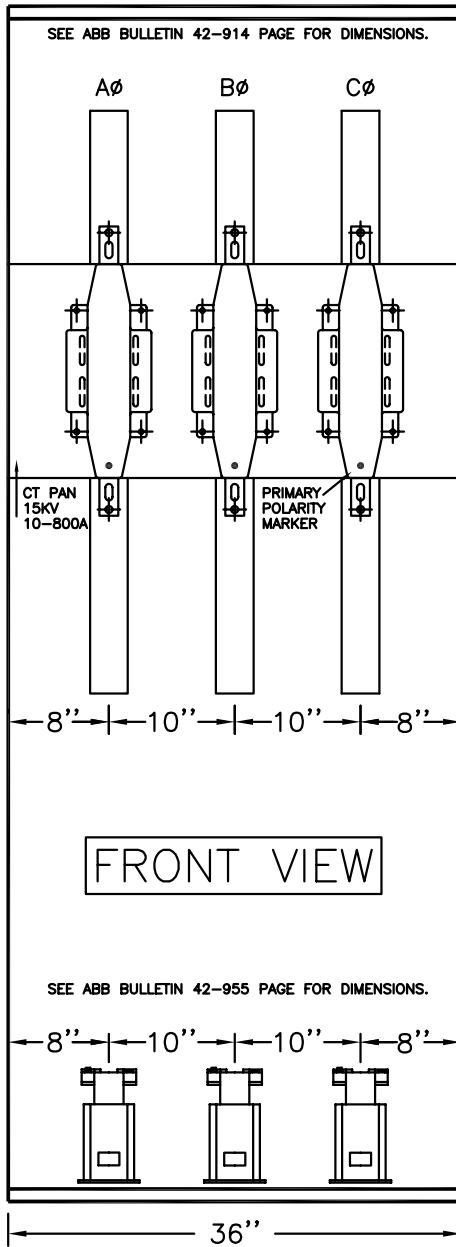 SEE ABB BULLETIN 42-914 PAGE FOR DIMENSIONS.
AØ BØ CØ
CT PAN
15KV
10-800A
PRIMARY
POLARITY
MARKER
8'' 10'' 10'' 8''
FRONT VIEW
SEE ABB BULLETIN 42-955 PAGE FOR DIMENSIONS.
8'' 10'' 10'' 8''
36''